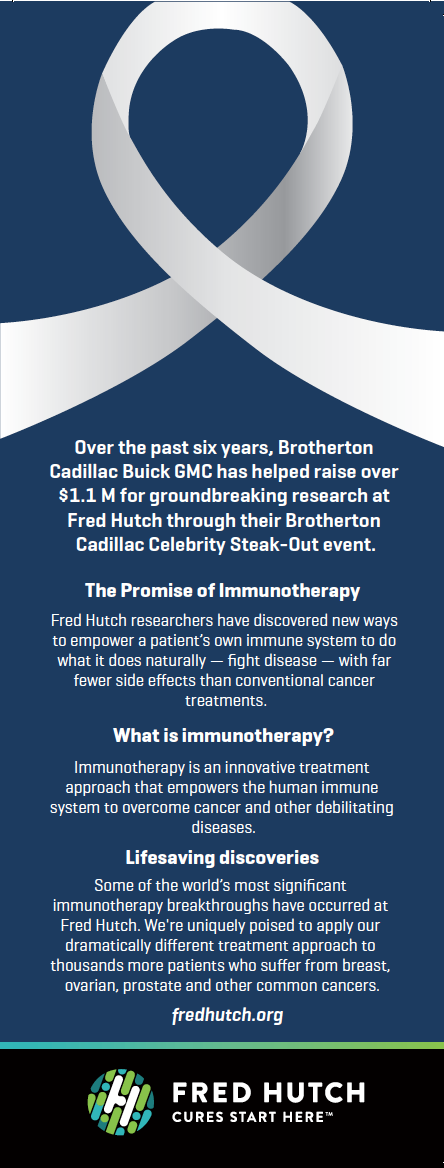 Over the past six years, Brotherton
Cadillac Buick GMC has helped raise over
$1.1 M for groundbreaking research at
Fred Hutch through their Brotherton
Cadillac Celebrity Steak-Out event.
The Promise of Immunotherapy
Fred Hutch researchers have discovered new ways
to empower a patient’s own immune system to do
what it does naturally — fight disease — with far
fewer side effects than conventional cancer
treatments.
What is immunotherapy?
Immunotherapy is an innovative treatment
approach that empowers the human immune
system to overcome cancer and other debilitating
diseases.
Lifesaving discoveries
Some of the world’s most significant
immunotherapy breakthroughs have occurred at
Fred Hutch. We're uniquely poised to apply our
dramatically different treatment approach to
thousands more patients who suffer from breast,
ovarian, prostate and other common cancers.
fredhutch.org
FRED HUTCH
CURES START HERE™